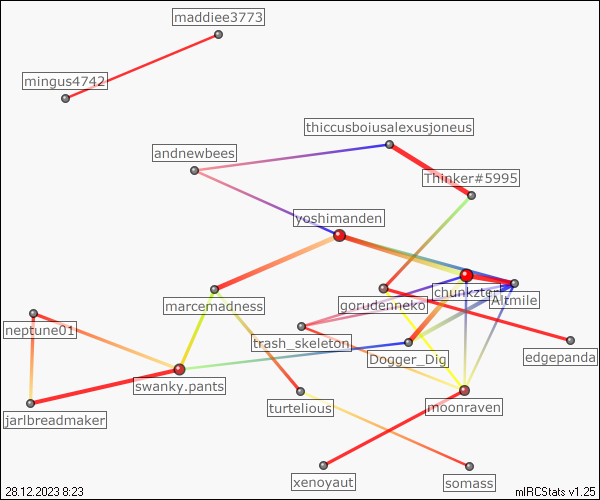 maddiee3773
mingus4742
thiccusboiusalexusjoneus
andnewbees
Thinker#5995
yoshimanden
chunkzter
Altmile
gorudenneko
marcemadness
neptune01
trash_skeleton
Dogger_Dig
edgepanda
swanky.pants
turtelious
moonraven
jarlbreadmaker
xenoyaut
somass
28.12.2023 8:23
mIRCStats v1.25